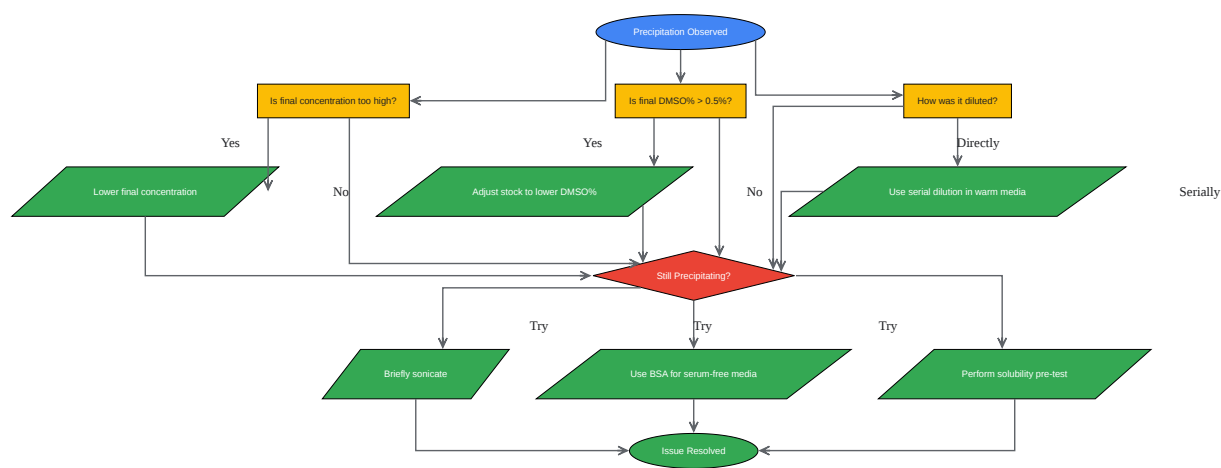 Precipitation Observed
Is final concentration too high?
Is final DMSO% > 0.5%?
How was it diluted?
Yes
Yes
Directly
Lower final concentration
No
Adjust stock to lower DMSO%
No
Use serial dilution in warm media
Serially
Still Precipitating?
Try
Try
Try
Briefly sonicate
Use BSA for serum-free media
Perform solubility pre-test
Issue Resolved